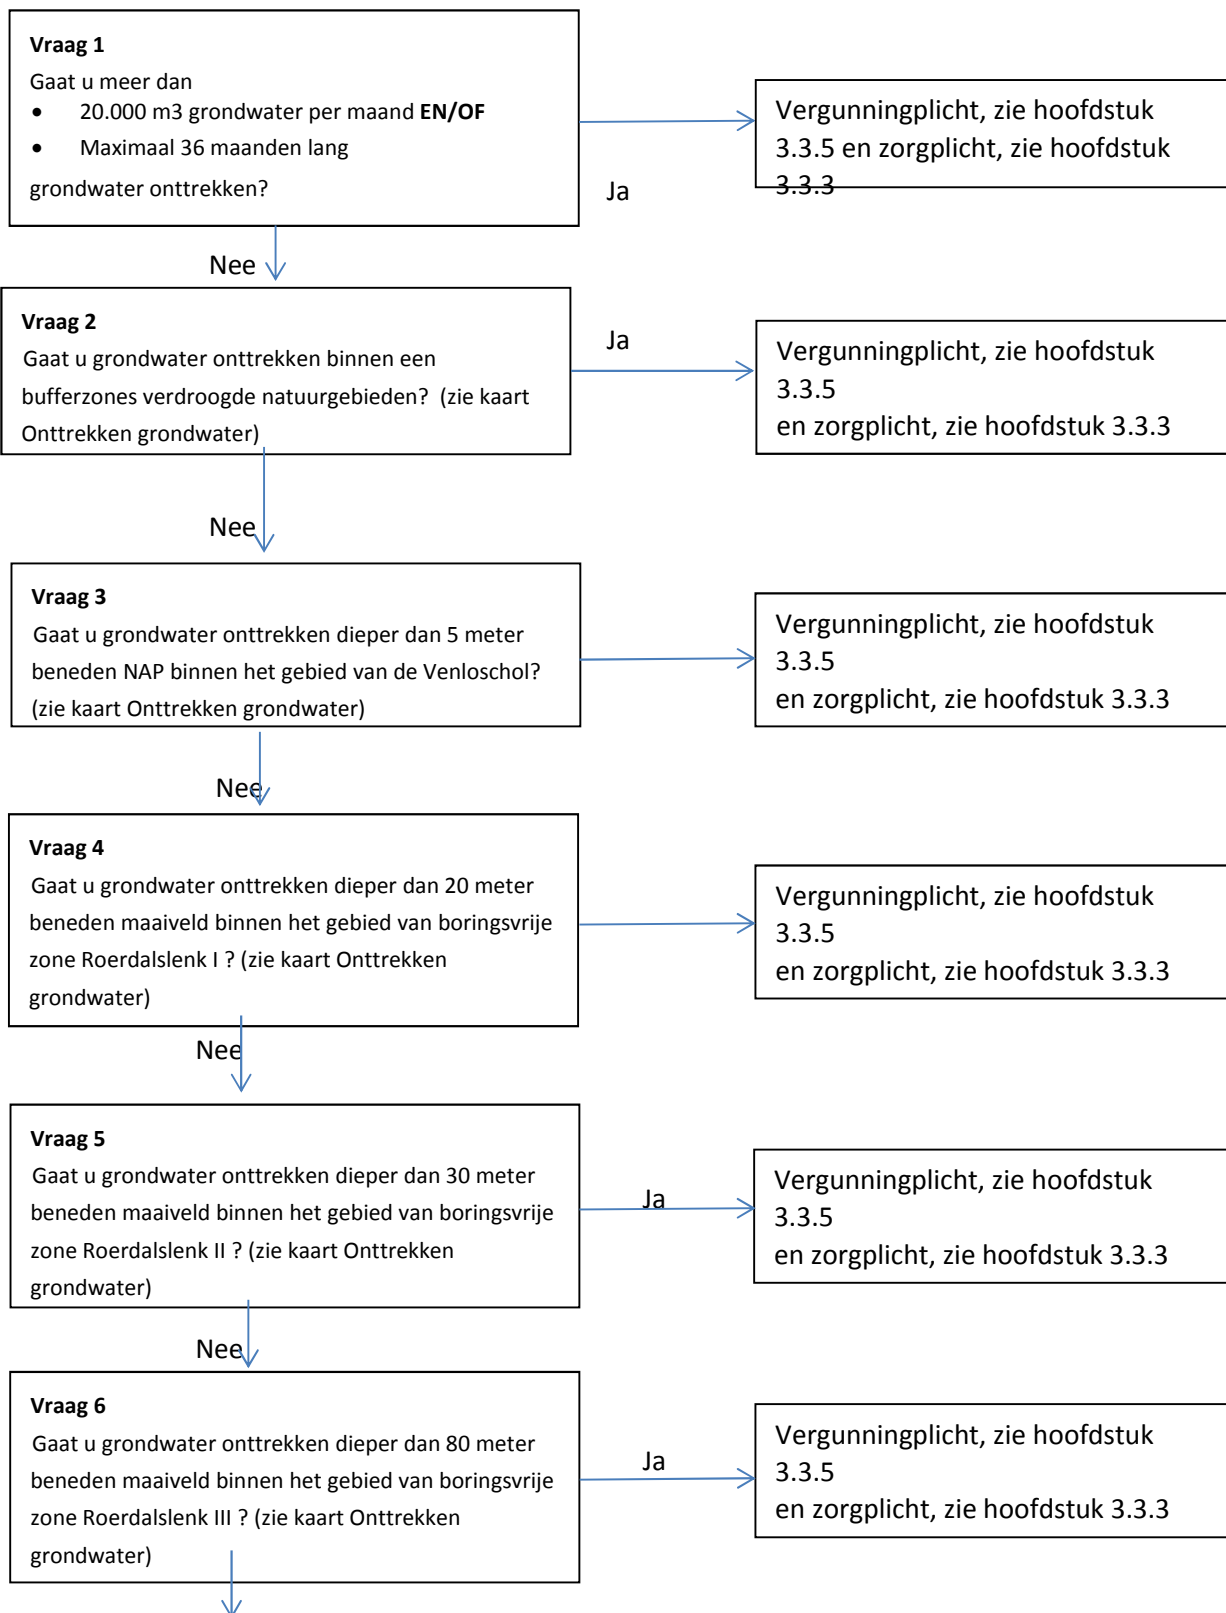 Vraag 1
Gaat u meer dan
• 20.000 m3 grondwater per maand EN/OF
• Maximaal 36 maanden lang
grondwater onttrekken?
Ja
Vergunningplicht, zie hoofdstuk
3.3.5 en zorgplicht, zie hoofdstuk
3.3.3
Nee
Vraag 2
Gaat u grondwater onttrekken binnen een
bufferzones verdroogde natuurgebieden? (zie kaart
Onttrekken grondwater)
Ja
Vergunningplicht, zie hoofdstuk
3.3.5
en zorgplicht, zie hoofdstuk 3.3.3
Nee
Vraag 3
Gaat u grondwater onttrekken dieper dan 5 meter
beneden NAP binnen het gebied van de Venloschol?
(zie kaart Onttrekken grondwater)
Vergunningplicht, zie hoofdstuk
3.3.5
en zorgplicht, zie hoofdstuk 3.3.3
Nee
Vraag 4
Gaat u grondwater onttrekken dieper dan 20 meter
beneden maaiveld binnen het gebied van boringsvrije
zone Roerdalslenk I ? (zie kaart Onttrekken
grondwater)
Vergunningplicht, zie hoofdstuk
3.3.5
en zorgplicht, zie hoofdstuk 3.3.3
Nee
Vraag 5
Gaat u grondwater onttrekken dieper dan 30 meter
beneden maaiveld binnen het gebied van boringsvrije
zone Roerdalslenk II ? (zie kaart Onttrekken
grondwater)
Ja
Vergunningplicht, zie hoofdstuk
3.3.5
en zorgplicht, zie hoofdstuk 3.3.3
Nee
Vraag 6
Gaat u grondwater onttrekken dieper dan 80 meter
beneden maaiveld binnen het gebied van boringsvrije
zone Roerdalslenk III ? (zie kaart Onttrekken
grondwater)
Ja
Vergunningplicht, zie hoofdstuk
3.3.5
en zorgplicht, zie hoofdstuk 3.3.3